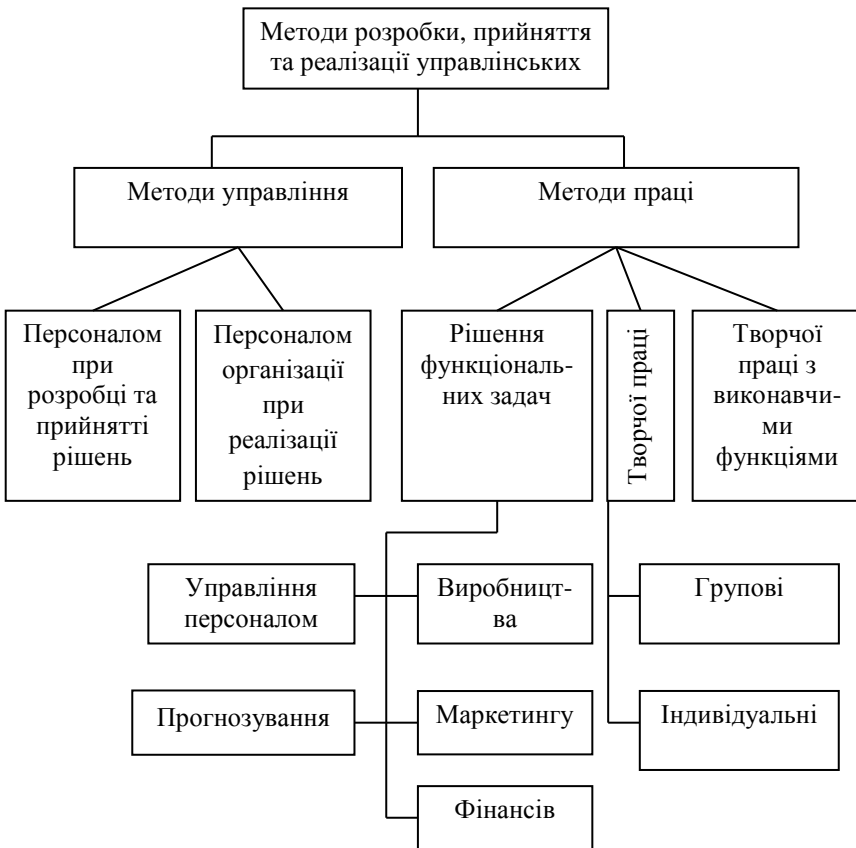 Методи розробки, прийняття
та реалізації управлінських
Методи управління
Методи праці
Персоналом
при
розробці та
прийнятті
рішень
Персоналом
організації
при
реалізації
рішень
Рішення
функціональ-
них задач
Творчої праці
Творчої
праці з
виконавчи-
ми
функціями
Управління
персоналом
Виробницт-
ва
Групові
Прогнозування
Маркетингу
Індивідуальні
Фінансів